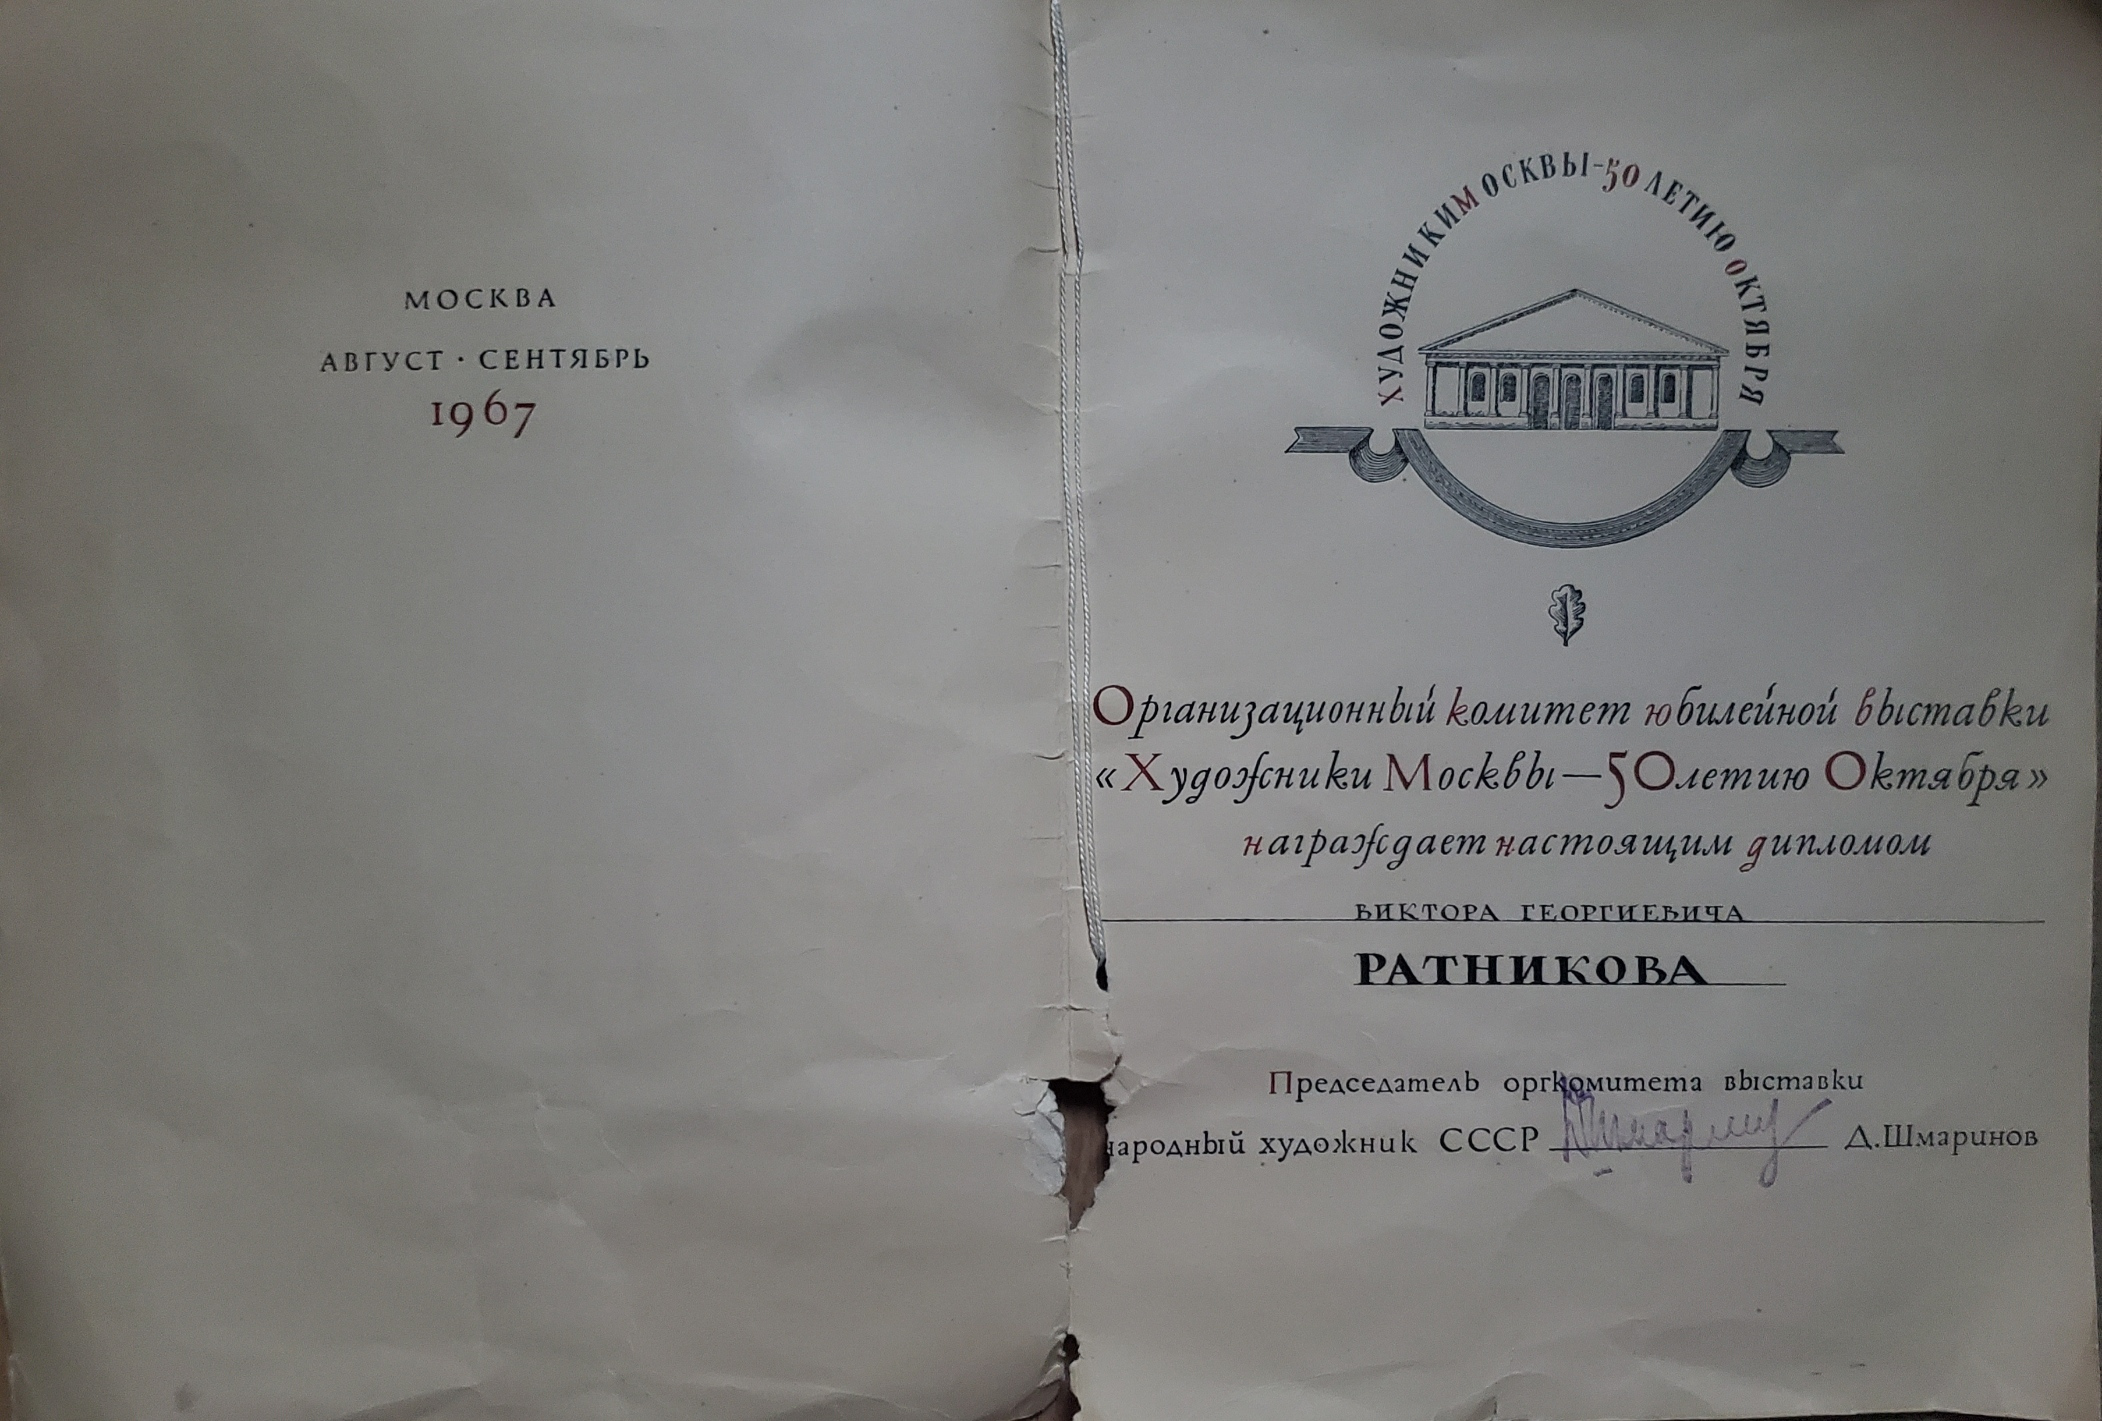 МОСКВА
АВГУСТ · СЕНТЯБРЬ
1967
ХУДОЖНИКИ МОСКВЫ-50 ЛЕТИЮ ОКТЯБРЯ
Организационный комитет юбилейной выставки
«Художники Москвы—50летию Октября»
награждает настоящим дипломом
ВИКТОРА ГЕОРГИЕВИЧА
РАТНИКОВА
Председатель оргкомитета выставки
народный художник СССР Д.Шмаринов